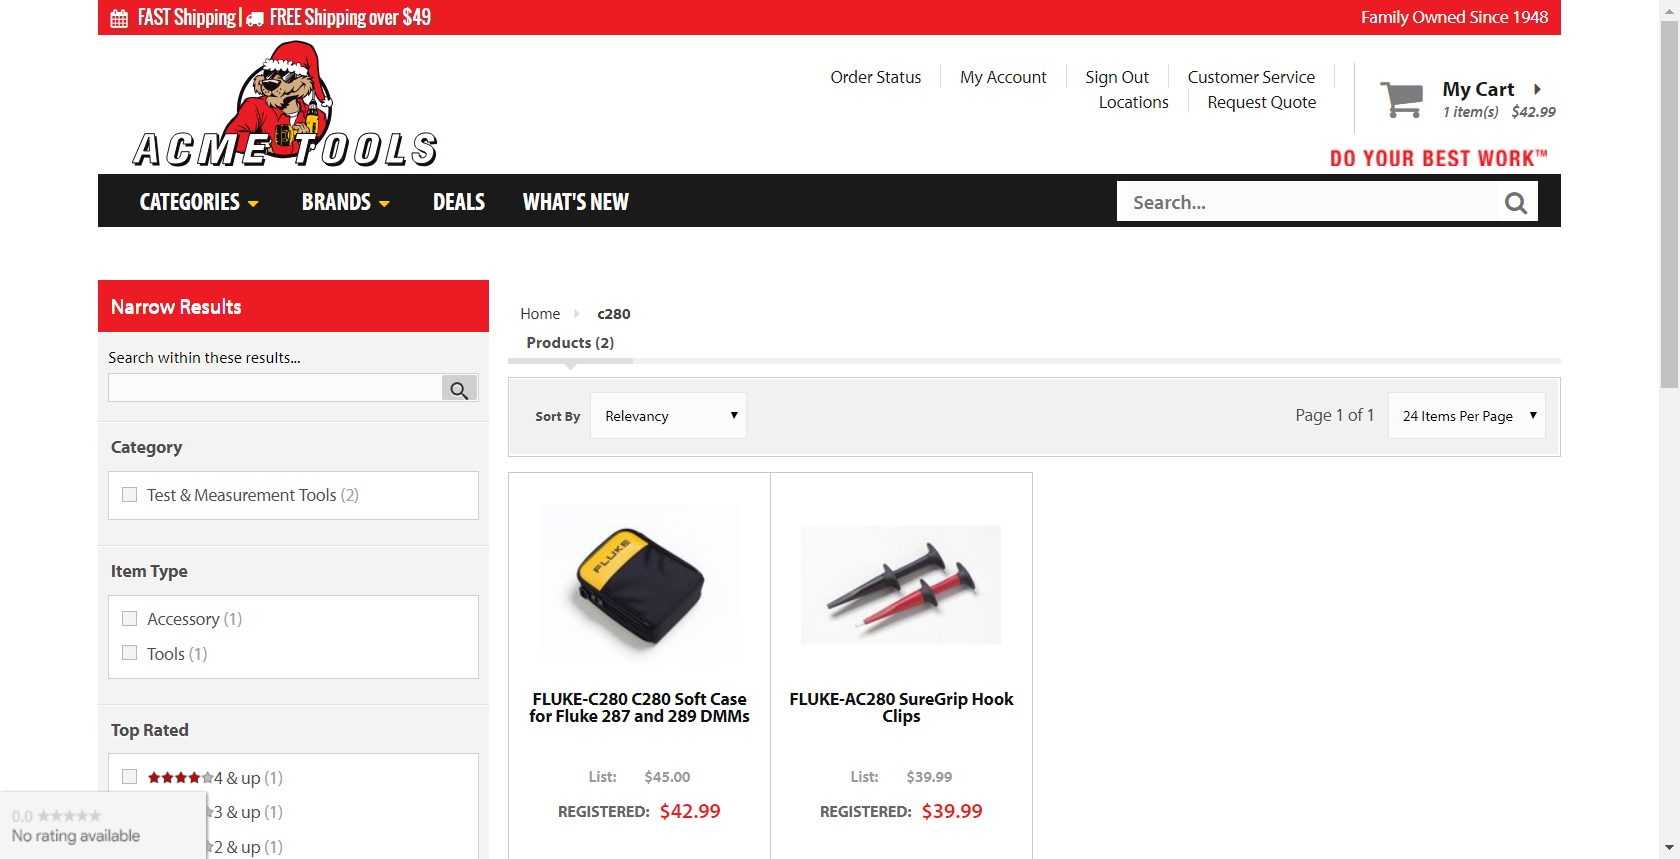 FAST Shipping | FREE Shipping over $49
Family Owned Since 1948
ACME TOOLS
Order Status
My Account
Sign Out
Customer Service
Locations
Request Quote
My Cart
1 item(s) $42.99
DO YOUR BEST WORK™
CATEGORIES
BRANDS
DEALS
WHAT'S NEW
Search...
Narrow Results
Search within these results...
Category
Test & Measurement Tools (2)
Item Type
Accessory (1)
Tools (1)
Top Rated
4 & up (1)
3 & up (1)
2 & up (1)
0.0
No rating available
Home
c280
Products (2)
Sort By
Relevancy
Page 1 of 1
24 Items Per Page
FLUKE
FLUKE-C280 C280 Soft Case
for Fluke 287 and 289 DMMs
List: $45.00
REGISTERED: $42.99
FLUKE-AC280 SureGrip Hook
Clips
List: $39.99
REGISTERED: $39.99